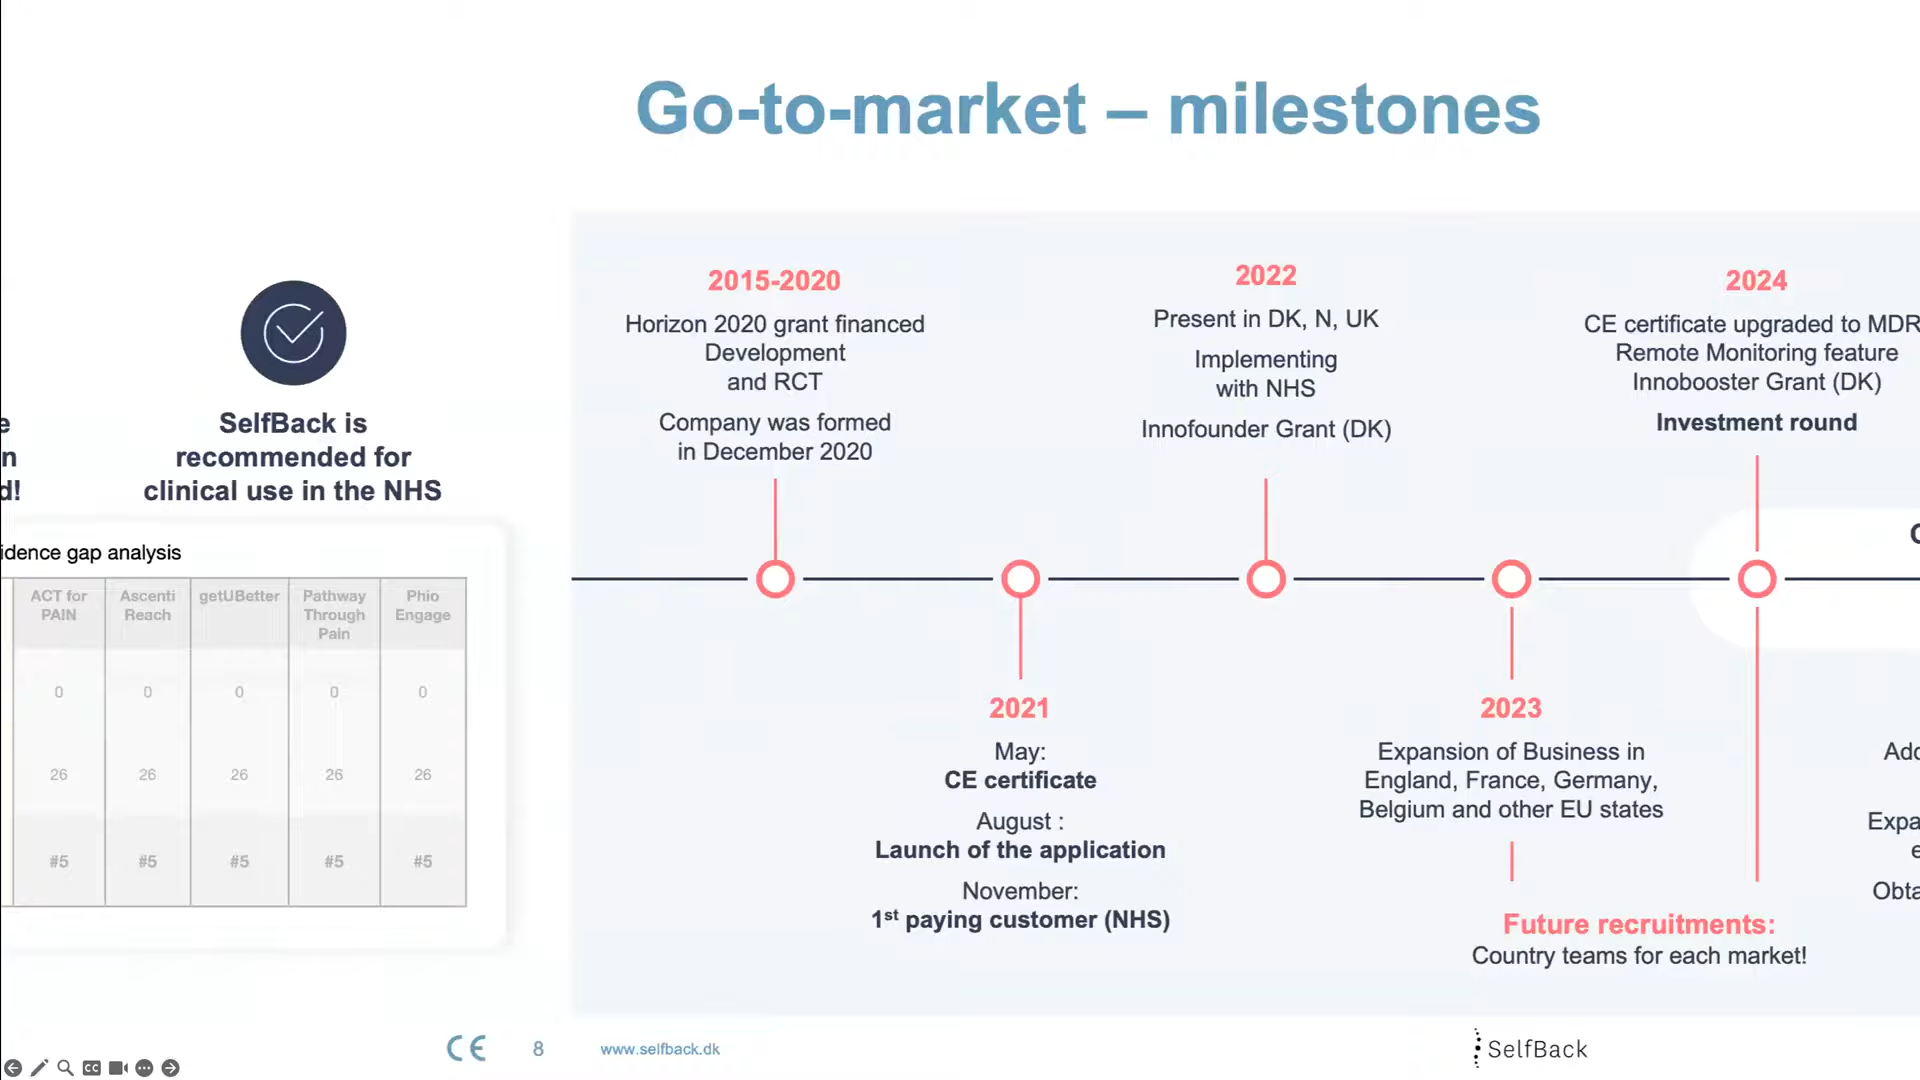 Go-to-market – milestones
SelfBack is
recommended for
clinical use in the NHS
e
n
d!
idence gap analysis
ACT for PAIN
Ascenti Reach
getUBetter
Pathway Through Pain
Phio Engage
0 0 0 0 0
26 26 26 26 26
#5 #5 #5 #5 #5
2015-2020
Horizon 2020 grant financed
Development
and RCT
Company was formed
in December 2020
2021
May:
CE certificate
August :
Launch of the application
November:
1st paying customer (NHS)
2022
Present in DK, N, UK
Implementing
with NHS
Innofounder Grant (DK)
2023
Expansion of Business in
England, France, Germany,
Belgium and other EU states
2024
CE certificate upgraded to MDR
Remote Monitoring feature
Innobooster Grant (DK)
Investment round
Future recruitments:
Country teams for each market!
Expa
e
Obta
CE
8
www.selfback.dk
SelfBack
CC